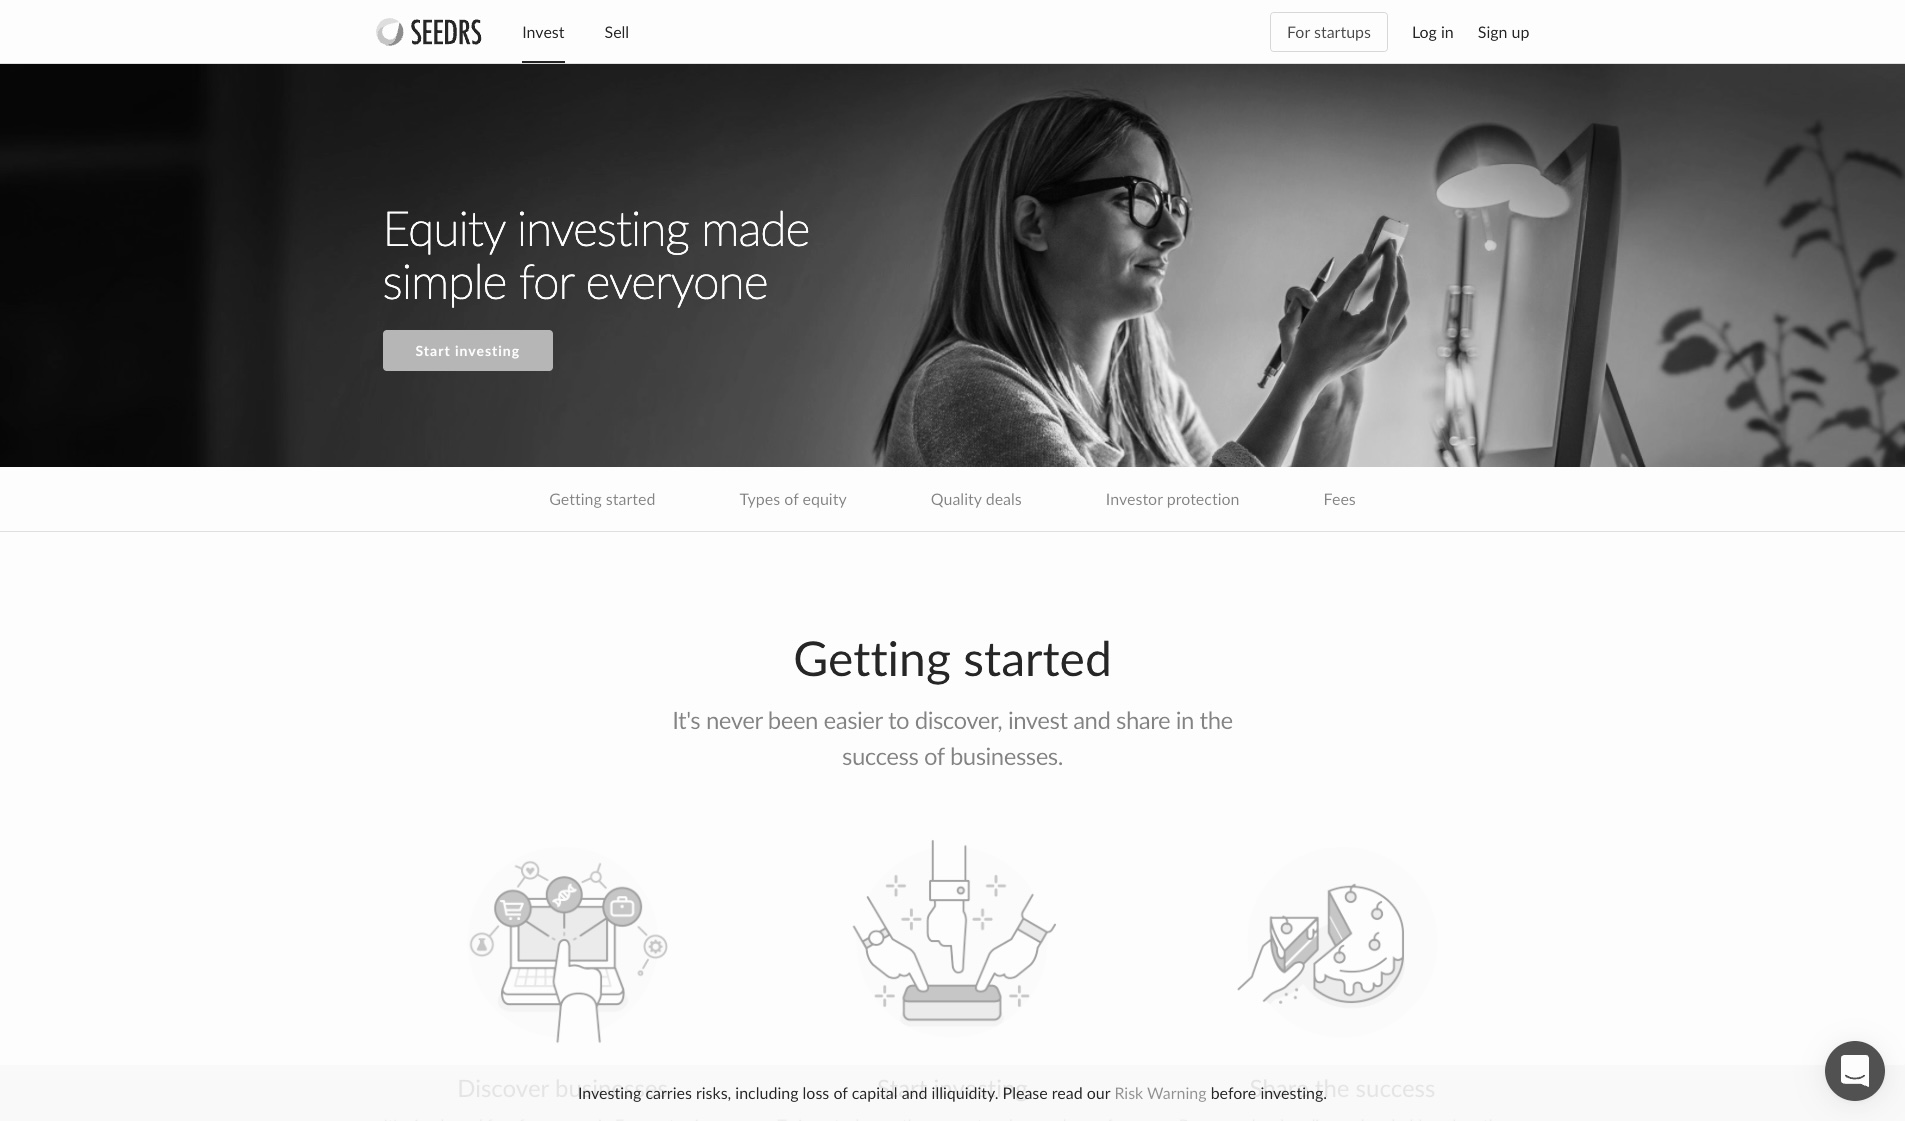 SEEDRS
Invest
Sell
For startups
Log in
Sign up
Equity investing made
simple for everyone
Start investing
Getting started
Types of equity
Quality deals
Investor protection
Fees
Getting started
It's never been easier to discover, invest and share in the
success of businesses.
Discover businesses
Start investing
Share the success
Investing carries risks, including loss of capital and illiquidity. Please read our Risk Warning before investing.